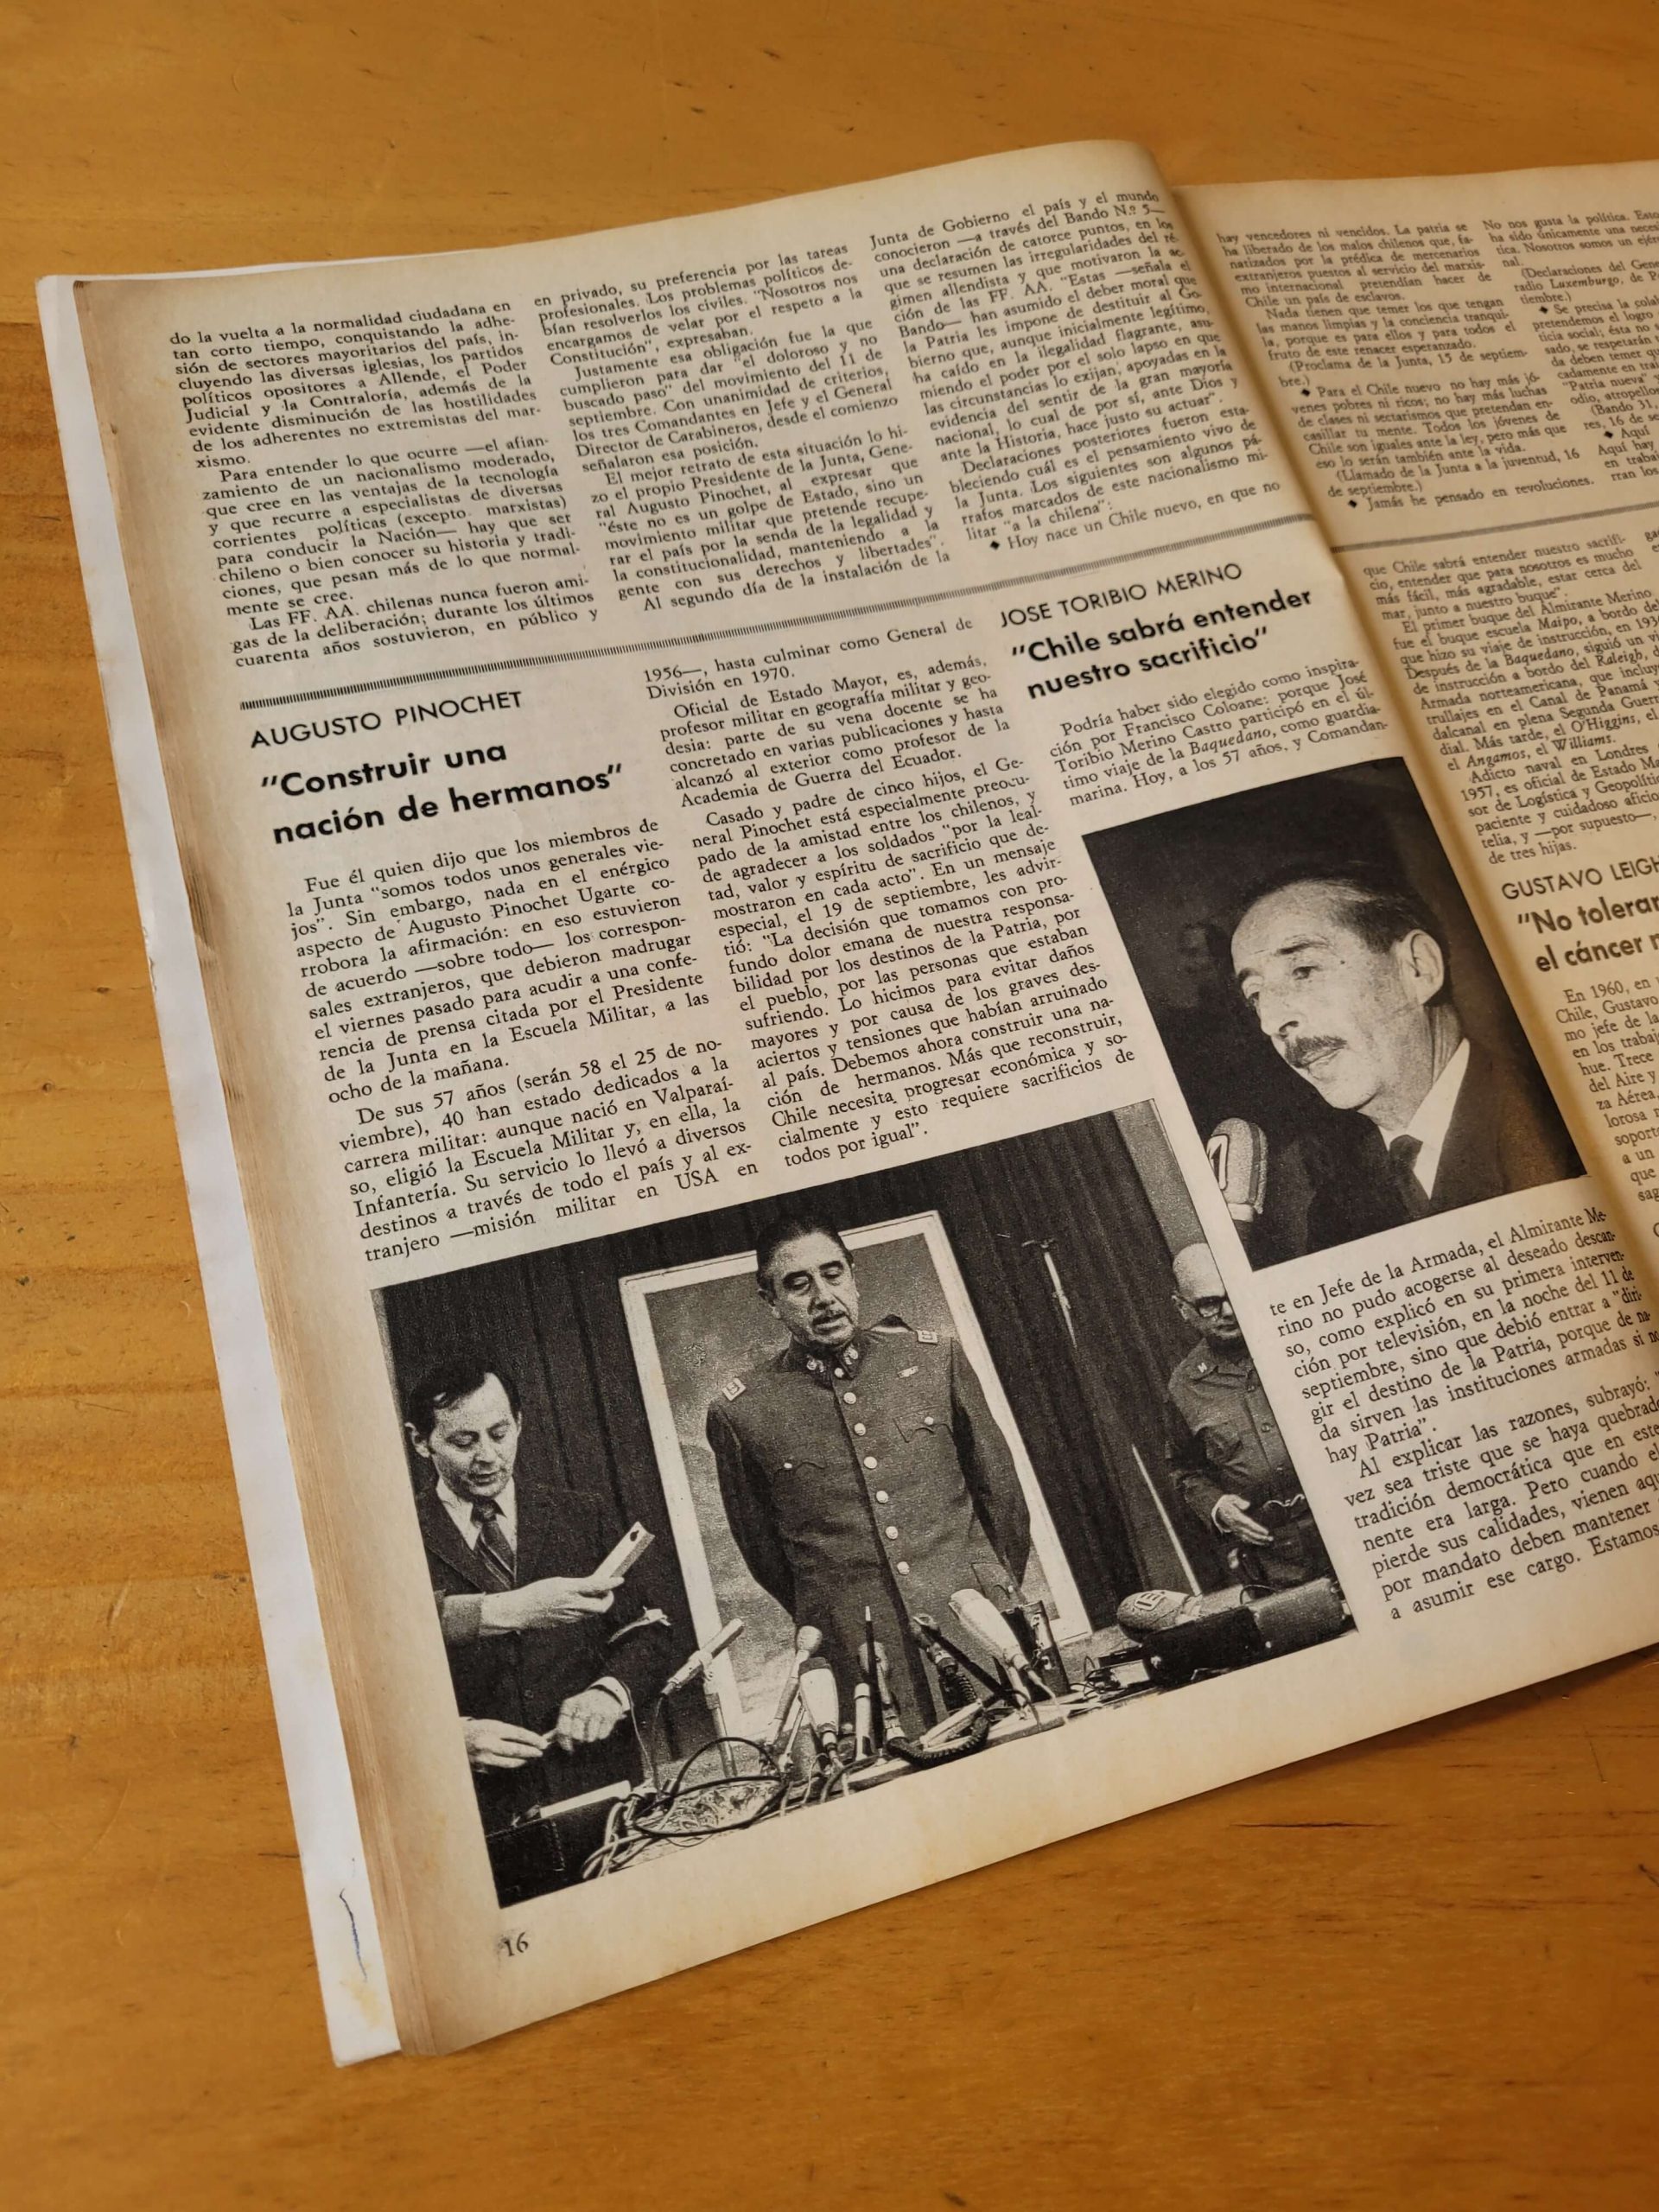 do la vuelta a la normalidad ciudadana en
tan corto tiempo, conquistando la adhe-
sión de sectores mayoritarios del país, in-
cluyendo las diversas iglesias, los partidos
políticos opositores a Allende, el Poder
Judicial y la Contraloría, además de la
evidente disminución de las hostilidades
de los adherentes no extremistas del mar-
xismo.
Para entender lo que ocurre —el afian-
zamiento de un nacionalismo moderado,
que cree en las ventajas de la tecnología
y que recurre a especialistas de diversas
corrientes políticas (excepto marxistas)
para conducir la Nación— hay que ser
chileno o bien conocer su historia y tradi-
ciones, que pesan más de lo que normal-
mente se cree.
Las FF. AA. chilenas nunca fueron ami-
gas de la deliberación; durante los últimos
cuarenta años sostuvieron, en público y
en privado, su preferencia por las tareas
profesionales. Los problemas políticos de-
bían resolverlos los civiles. "Nosotros nos
encargamos de velar por el respeto a la
Constitución", expresaban.
Justamente esa obligación fue la que
cumplieron para dar "el doloroso y no
buscado paso" del movimiento del 11 de
septiembre. Con unanimidad de criterios,
los tres Comandantes en Jefe y el General
Director de Carabineros, desde el comienzo
señalaron esa posición.
El mejor retrato de esta situación lo hi-
zo el propio Presidente de la Junta, Gene-
ral Augusto Pinochet, al expresar que
"éste no es un golpe de Estado, sino un
movimiento militar que pretende recupe-
rar el país por la senda de la legalidad y
la constitucionalidad, manteniendo a la
gente con sus derechos y libertades".
Al segundo día de la instalación de la
Junta de Gobierno el país y el mundo
conocieron —a través del Bando N.º 5—
una declaración de catorce puntos, en los
que se resumen las irregularidades del ré-
gimen allendista y que motivaron la ac-
ción de las FF. AA. "Estas —señala el
Bando— han asumido el deber moral que
la Patria les impone de destituir al Go-
bierno que, aunque inicialmente legítimo,
ha caído en la ilegalidad flagrante, asu-
miendo el poder por el solo lapso en que
las circunstancias lo exijan, apoyadas en la
evidencia del sentir de la gran mayoría
nacional, lo cual de por sí, ante Dios y
ante la Historia, hace justo su actuar".
Declaraciones posteriores fueron esta-
bleciendo cuál es el pensamiento vivo de
la Junta. Los siguientes son algunos pá-
rrafos marcados de este nacionalismo mi-
litar "a la chilena":
◆ Hoy nace un Chile nuevo, en que no
AUGUSTO PINOCHET
"Construir una
nación de hermanos"
Fue él quien dijo que los miembros de
la Junta "somos todos unos generales vie-
jos". Sin embargo, nada en el enérgico
aspecto de Augusto Pinochet Ugarte co-
rrobora la afirmación: en eso estuvieron
de acuerdo —sobre todo— los correspon-
sales extranjeros, que debieron madrugar
el viernes pasado para acudir a una confe-
rencia de prensa citada por el Presidente
de la Junta en la Escuela Militar, a las
ocho de la mañana.
De sus 57 años (serán 58 el 25 de no-
viembre), 40 han estado dedicados a la
carrera militar: aunque nació en Valparaí-
so, eligió la Escuela Militar y, en ella, la
Infantería. Su servicio lo llevó a diversos
destinos a través de todo el país y al ex-
tranjero —misión militar en USA en
1956—, hasta culminar como General de
División en 1970.
Oficial de Estado Mayor, es, además,
profesor militar en geografía militar y geo-
desia: parte de su vena docente se ha
concretado en varias publicaciones y hasta
alcanzó al exterior como profesor de la
Academia de Guerra del Ecuador.
Casado y padre de cinco hijos, el Ge-
neral Pinochet está especialmente preocu-
pado de la amistad entre los chilenos, y
de agradecer a los soldados "por la leal-
tad, valor y espíritu de sacrificio que de-
mostraron en cada acto". En un mensaje
especial, el 19 de septiembre, les advir-
tió: "La decisión que tomamos con pro-
fundo dolor emana de nuestra responsa-
bilidad por los destinos de la Patria, por
el pueblo, por las personas que estaban
sufriendo. Lo hicimos para evitar daños
mayores y por causa de los graves des-
aciertos y tensiones que habían arruinado
al país. Debemos ahora construir una na-
ción de hermanos. Más que reconstruir,
Chile necesita progresar económica y so-
cialmente y esto requiere sacrificios de
todos por igual".
JOSE TORIBIO MERINO
"Chile sabrá entender
nuestro sacrificio"
Podría haber sido elegido como inspira-
ción por Francisco Coloane: porque José
Toribio Merino Castro participó en el úl-
timo viaje de la Baquedano, como guardia-
marina. Hoy, a los 57 años, y Comandan-
te en Jefe de la Armada, el Almirante Me-
rino no pudo acogerse al deseado descan-
so, como explicó en su primera interven-
ción por televisión, en la noche del 11 de
septiembre, sino que debió entrar a "diri-
gir el destino de la Patria, porque de na-
da sirven las instituciones armadas si no
hay Patria".
Al explicar las razones, subrayó:
vez sea triste que se haya quebrado
tradición democrática que en este
nente era larga. Pero cuando el
pierde sus calidades, vienen
por mandato deben mantener
a asumir ese cargo. Estamos
16
hay vencedores ni vencidos. La patria se
ha liberado de los malos chilenos que, fa-
natizados por la prédica de mercenarios
extranjeros puestos al servicio del marxis-
mo internacional pretendían hacer de
Chile un país de esclavos.
Nada tienen que temer los que tengan
las manos limpias y la conciencia tranqui-
la, porque es para ellos y para todos el
fruto de este renacer esperanzado.
(Proclama de la Junta, 15 de septiem-
bre.)
◆ Para el Chile nuevo no hay más jó-
venes pobres ni ricos; no hay más luchas
de clases ni sectarismos que pretendan en-
casillar tu mente. Todos los jóvenes de
Chile son iguales ante la ley, pero más que
eso lo serán también ante la vida.
(Llamado de la Junta a la juventud, 16
de septiembre.)
◆ Jamás he pensado en revoluciones.
No nos gusta la política.
ha sido únicamente una
tica. Nosotros somos un
nal.
(Declaraciones del
radio Luxemburgo, de
tiembre.)
◆ Se precisa la
pretendemos el logro
ticia social; ésta no
sado, se respetarán
da deben temer
cadamente en
"Patria nueva"
odio,
(Bando 31,
res, 16 de
◆ Aquí
Aquí hay
en
rran los
que Chile sabrá entender nuestro sacrifi-
cio, entender que para nosotros es mucho
más fácil, más agradable, estar cerca del
mar, junto a nuestro buque".
El primer buque del Almirante Merino
fue el buque escuela Maipo, a bordo del
que hizo su viaje de instrucción, en
Después de la Baquedano, siguió un
de instrucción a bordo del Raleigh, de
Armada norteamericana, que
trullajes en el Canal de Panamá y
dalcanal en plena Segunda
dial. Más tarde, el O'Higgins, el
el Angamos, el Williams.
Adicto naval en Londres
1957, es oficial de Estado
sor de Logística y
paciente y cuidadoso
telia, y —por supuesto—,
de tres hijas.
GUSTAVO
"No
el cáncer
En 1960, en
Chile, Gustavo
mo jefe de la
en los
hue. Trece
del Aire y
za Aérea,
lorosa
a un
que